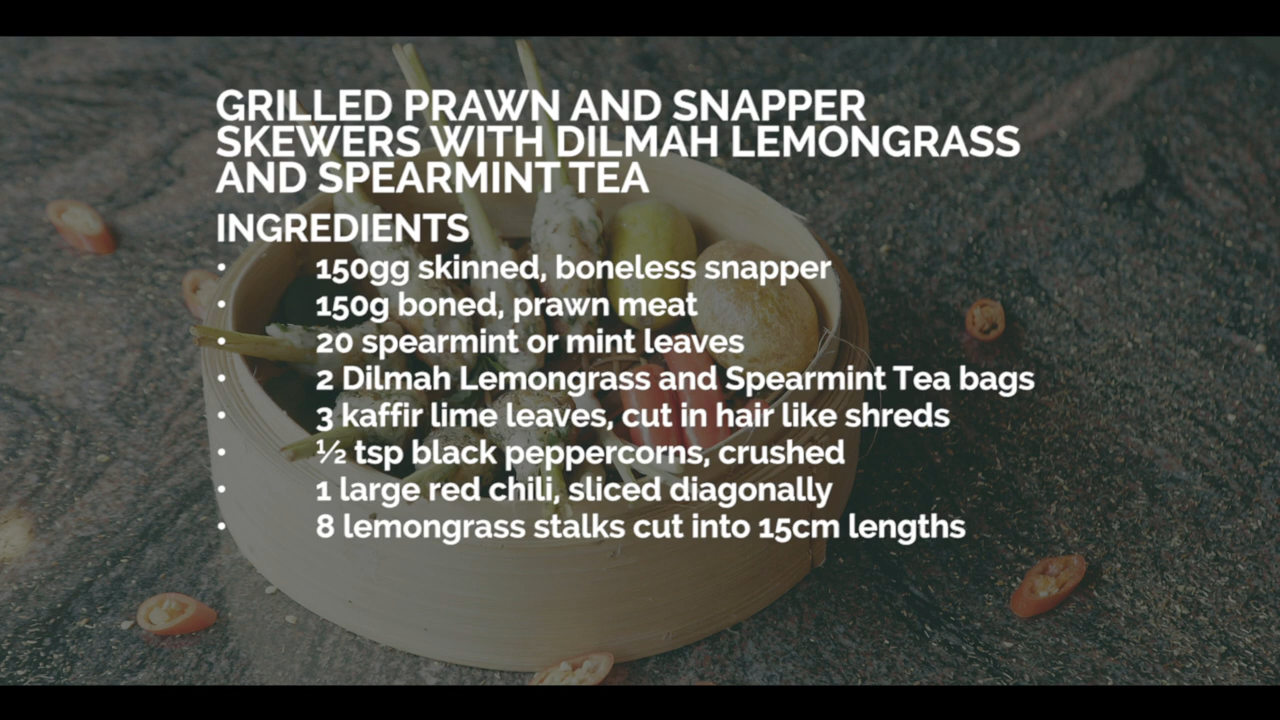 GRILLED PRAWN AND SNAPPER
SKEWERS WITH DILMAH LEMONGRASS
AND SPEARMINT TEA
INGREDIENTS
• 150gg skinned, boneless snapper
• 150g boned, prawn meat
• 20 spearmint or mint leaves
• 2 Dilmah Lemongrass and Spearmint Tea bags
• 3 kaffir lime leaves, cut in hair like shreds
• ½ tsp black peppercorns, crushed
• 1 large red chili, sliced diagonally
• 8 lemongrass stalks cut into 15cm lengths